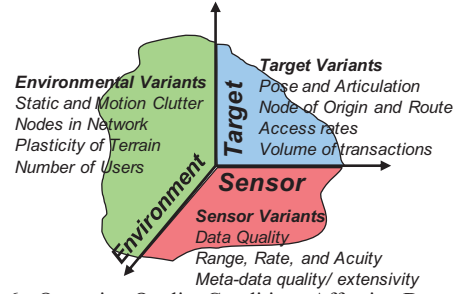 Environmental Variants
Static and Motion Clutter
Nodes in Network
Plasticity of Terrain
Number of Users
Target Variants
Pose and Articulation
Node of Origin and Route
Access rates
Volume of transactions
Target
Environment
Sensor
Sensor Variants
Data Quality
Range, Rate, and Acuity
Meta-data quality/ extensivity